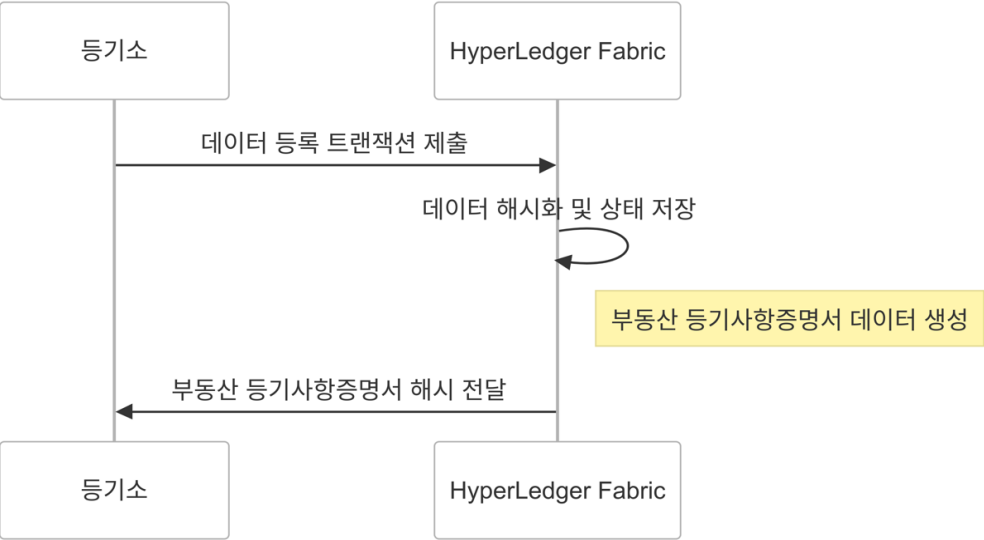 등기소
HyperLedger Fabric
데이터 등록 트랜잭션 제출
데이터 해시화 및 상태 저장
부동산 등기사항증명서 데이터 생성
부동산 등기사항증명서 해시 전달
등기소
HyperLedger Fabric